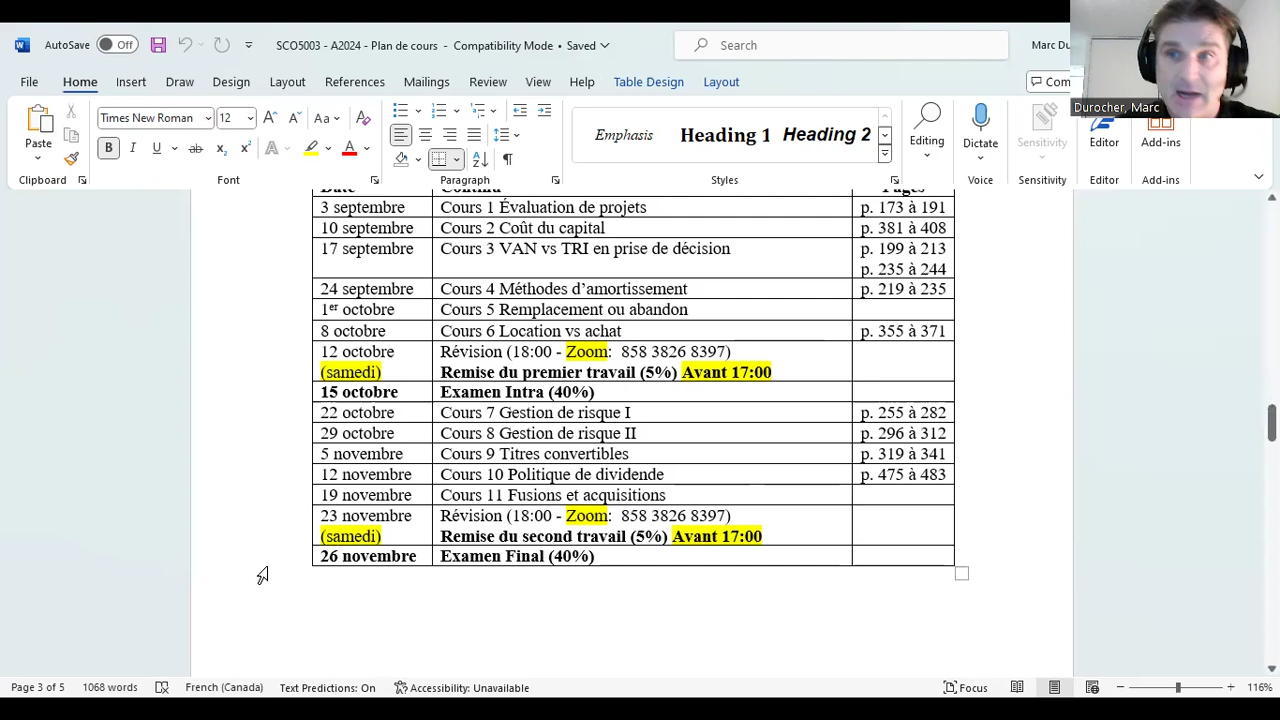 AutoSave Off SCO5003 - A2024 - Plan de cours - Compatibility Mode • Saved Search
Durocher, Marc
File Home Insert Draw Design Layout References Mailings Review View Help Table Design Layout
Paste Times New Roman 12 Emphasis Heading 1 Heading 2 Editing Dictate Sensitivity Editor Add-ins
Clipboard Font Paragraph Styles Voice Sensitivity Editor Add-ins
Date Contenu Pages
3 septembre Cours 1 Évaluation de projets p. 173 à 191
10 septembre Cours 2 Coût du capital p. 381 à 408
17 septembre Cours 3 VAN vs TRI en prise de décision p. 199 à 213
p. 235 à 244
24 septembre Cours 4 Méthodes d’amortissement p. 219 à 235
1er octobre Cours 5 Remplacement ou abandon
8 octobre Cours 6 Location vs achat p. 355 à 371
12 octobre Révision (18:00 - Zoom: 858 3826 8397)
(samedi) Remise du premier travail (5%) Avant 17:00
15 octobre Examen Intra (40%)
22 octobre Cours 7 Gestion de risque I p. 255 à 282
29 octobre Cours 8 Gestion de risque II p. 296 à 312
5 novembre Cours 9 Titres convertibles p. 319 à 341
12 novembre Cours 10 Politique de dividende p. 475 à 483
19 novembre Cours 11 Fusions et acquisitions
23 novembre Révision (18:00 - Zoom: 858 3826 8397)
(samedi) Remise du second travail (5%) Avant 17:00
26 novembre Examen Final (40%)
Page 3 of 5 1068 words French (Canada) Text Predictions: On Accessibility: Unavailable Focus 116%